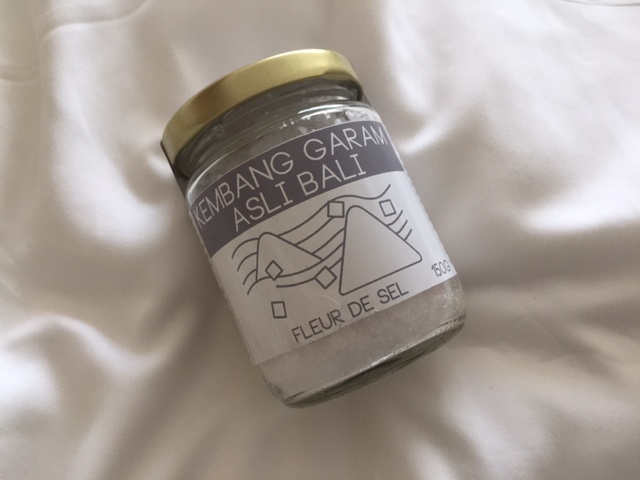 KEMBANG GARAM
ASLI BALI
150G
FLEUR DE SEL